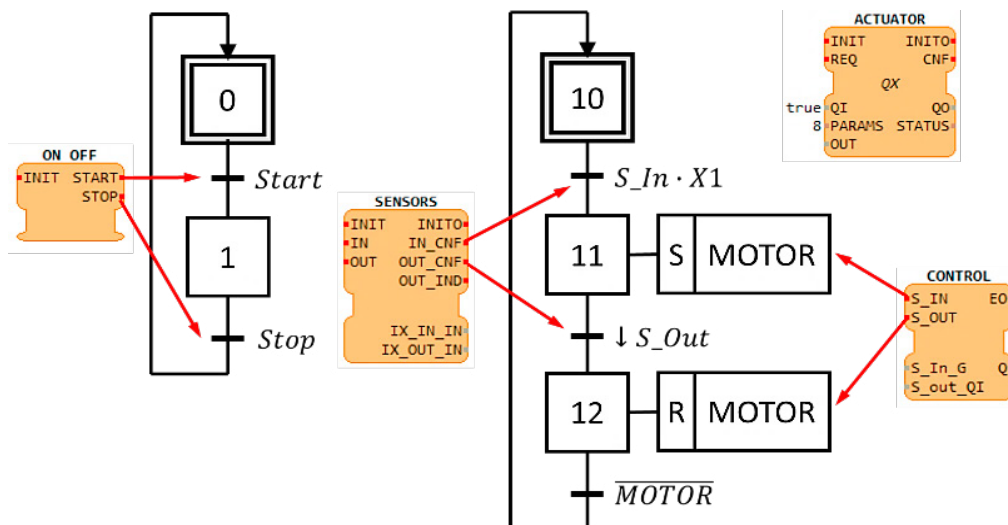 0
Start
1
Stop
ON OFF
INIT START
STOP
10
S_In · X1
11
S MOTOR
↓ S_Out
12
R MOTOR
MOTOR
SENSORS
INIT INITO
IN IN_CNF
OUT OUT_CNF
OUT_IND
IX_IN_IN
IX_OUT_IN
ACTUATOR
INIT INITO
REQ CNF
QX
true QI QO
8 PARAMS STATUS
OUT
CONTROL
S_IN EO
S_OUT
S_In_G Q
S_out_QI